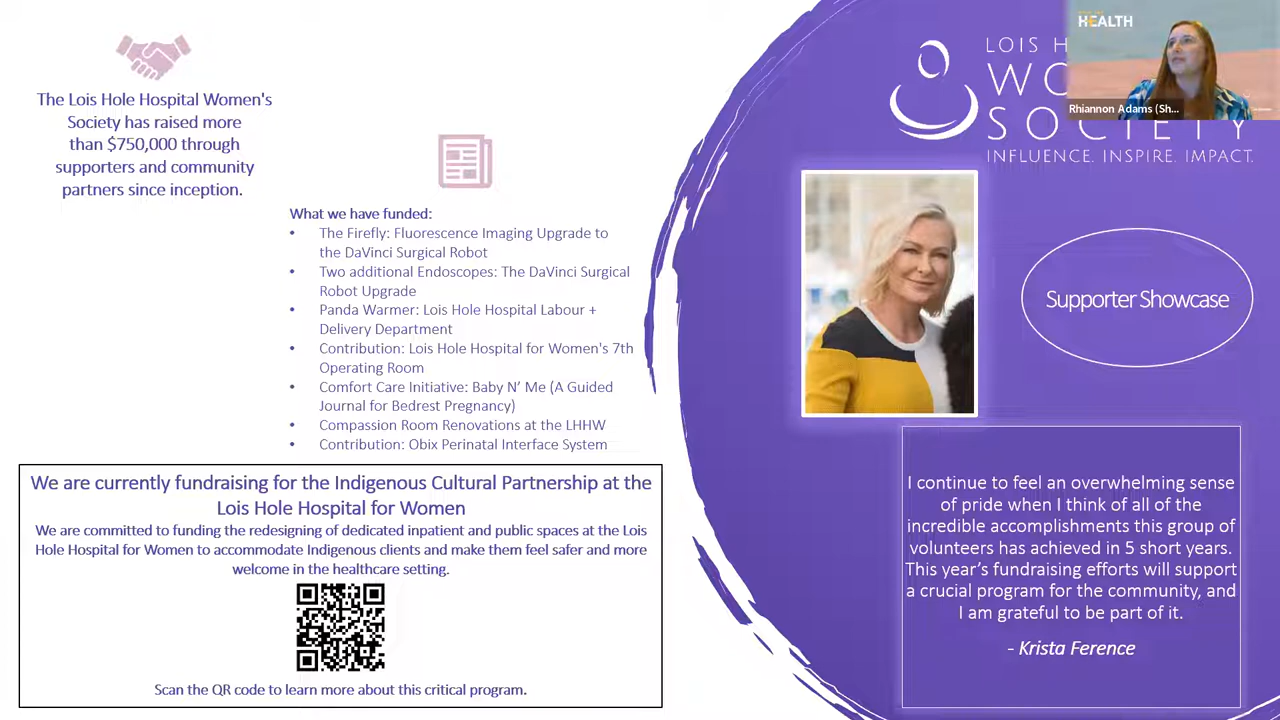 The Lois Hole Hospital Women's
Society has raised more
than $750,000 through
supporters and community
partners since inception.
What we have funded:
• The Firefly: Fluorescence Imaging Upgrade to
the DaVinci Surgical Robot
• Two additional Endoscopes: The DaVinci Surgical
Robot Upgrade
• Panda Warmer: Lois Hole Hospital Labour +
Delivery Department
• Contribution: Lois Hole Hospital for Women's 7th
Operating Room
• Comfort Care Initiative: Baby N' Me (A Guided
Journal for Bedrest Pregnancy)
• Compassion Room Renovations at the LHHW
• Contribution: Obix Perinatal Interface System
We are currently fundraising for the Indigenous Cultural Partnership at the
Lois Hole Hospital for Women
We are committed to funding the redesigning of dedicated inpatient and public spaces at the Lois
Hole Hospital for Women to accommodate Indigenous clients and make them feel safer and more
welcome in the healthcare setting.
Scan the QR code to learn more about this critical program.
LOIS H
WO
SOCIETY
INFLUENCE. INSPIRE. IMPACT.
HEALTH
Rhiannon Adams (Sh...
Supporter Showcase
I continue to feel an overwhelming sense
of pride when I think of all of the
incredible accomplishments this group of
volunteers has achieved in 5 short years.
This year's fundraising efforts will support
a crucial program for the community, and
I am grateful to be part of it.
- Krista Ference